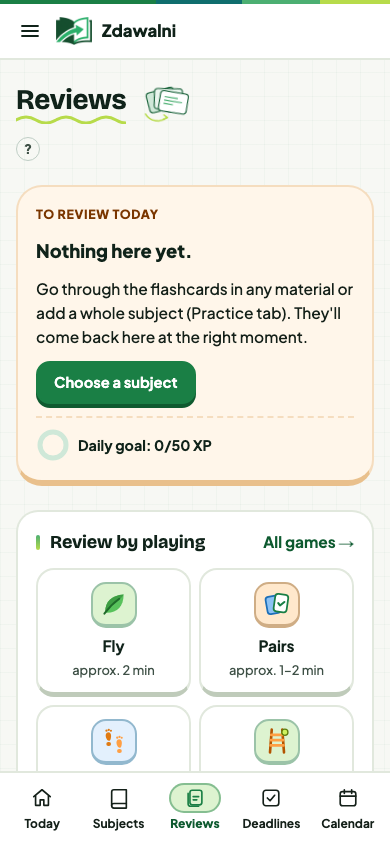 Zdawalni
Reviews
?
TO REVIEW TODAY
Nothing here yet.
Go through the flashcards in any material or
add a whole subject (Practice tab). They'll
come back here at the right moment.
Choose a subject
Daily goal: 0/50 XP
Review by playing
All games →
Fly
Pairs
approx. 2 min
approx. 1–2 min
Today
Subjects
Reviews
Deadlines
Calendar